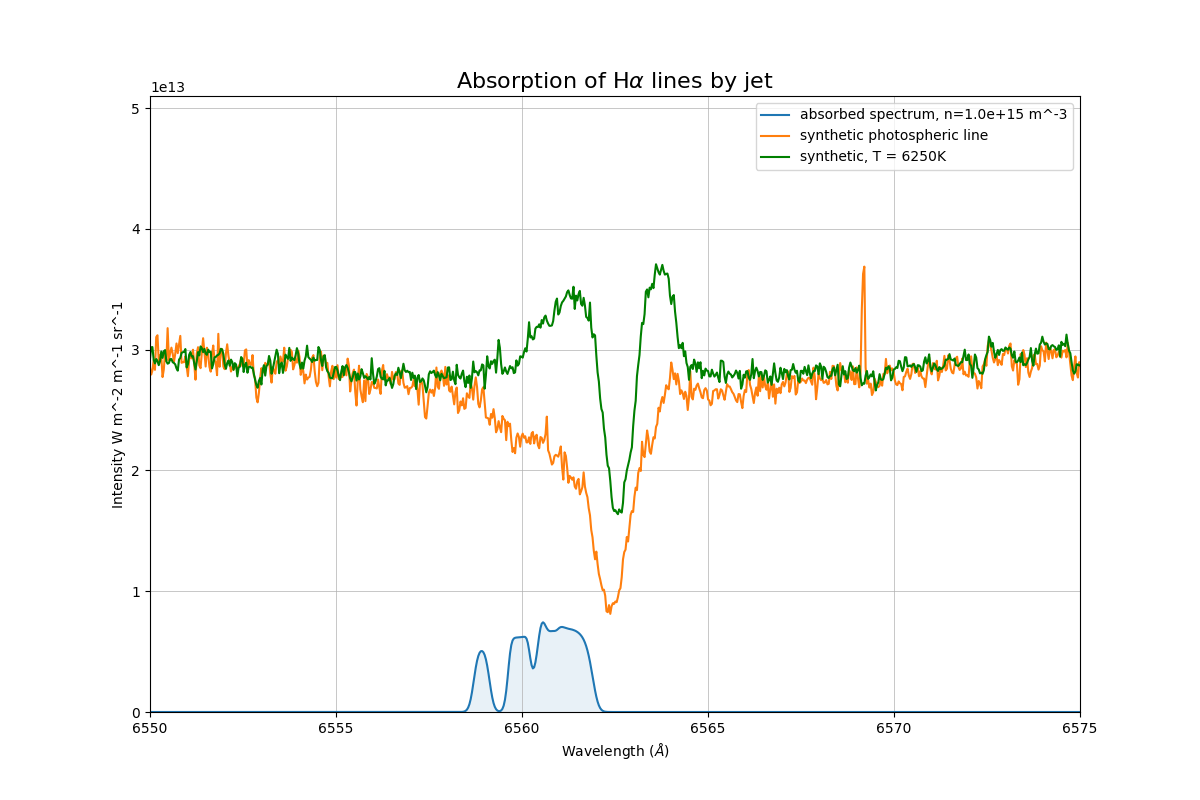 Absorption of Hα lines by jet
1e13
absorbed spectrum, n=1.0e+15 m^-3
synthetic photospheric line
synthetic, T = 6250K
5
4
3
2
1
0
Intensity W m^-2 m^-1 sr^-1
6550 6555 6560 6565 6570 6575
Wavelength (Å)